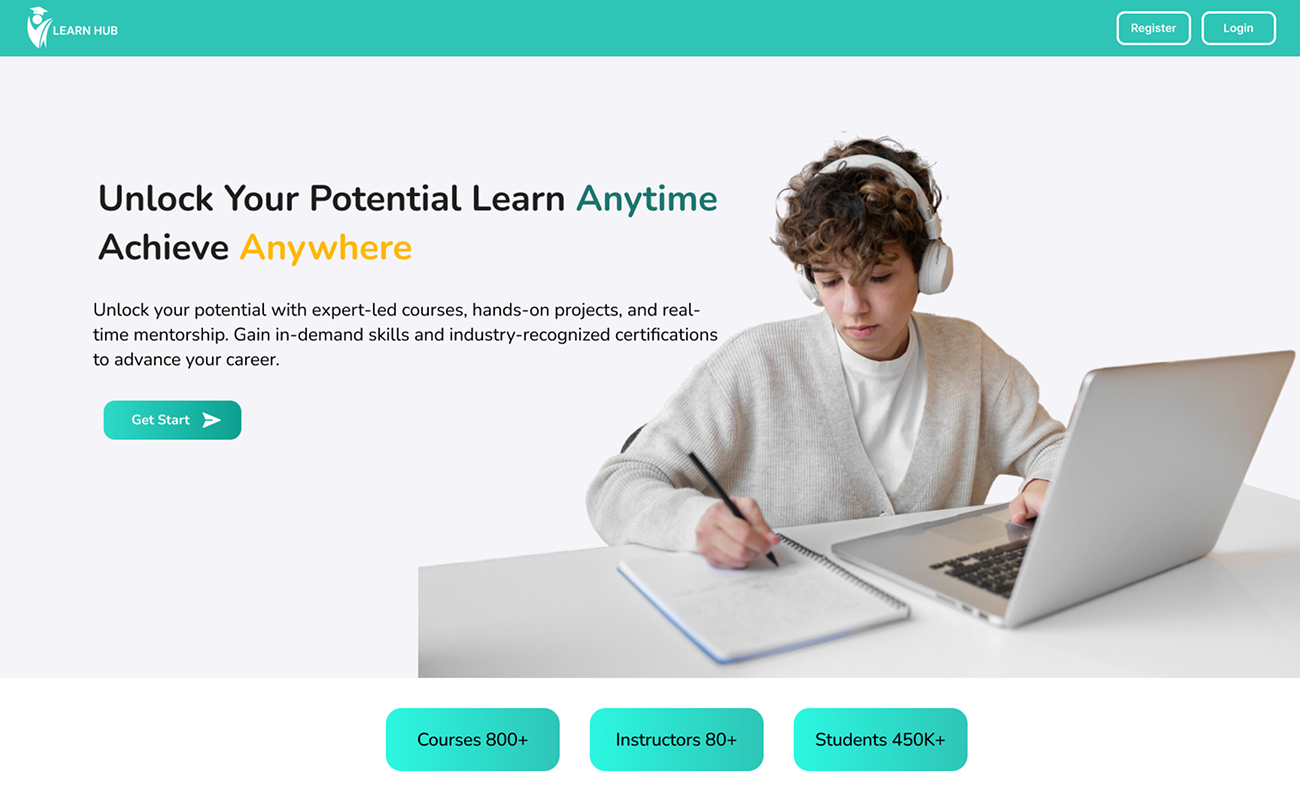 LEARN HUB
Register
Login
Unlock Your Potential Learn Anytime
Achieve Anywhere
Unlock your potential with expert-led courses, hands-on projects, and real-
time mentorship. Gain in-demand skills and industry-recognized certifications
to advance your career.
Get Start
Courses 800+
Instructors 80+
Students 450K+